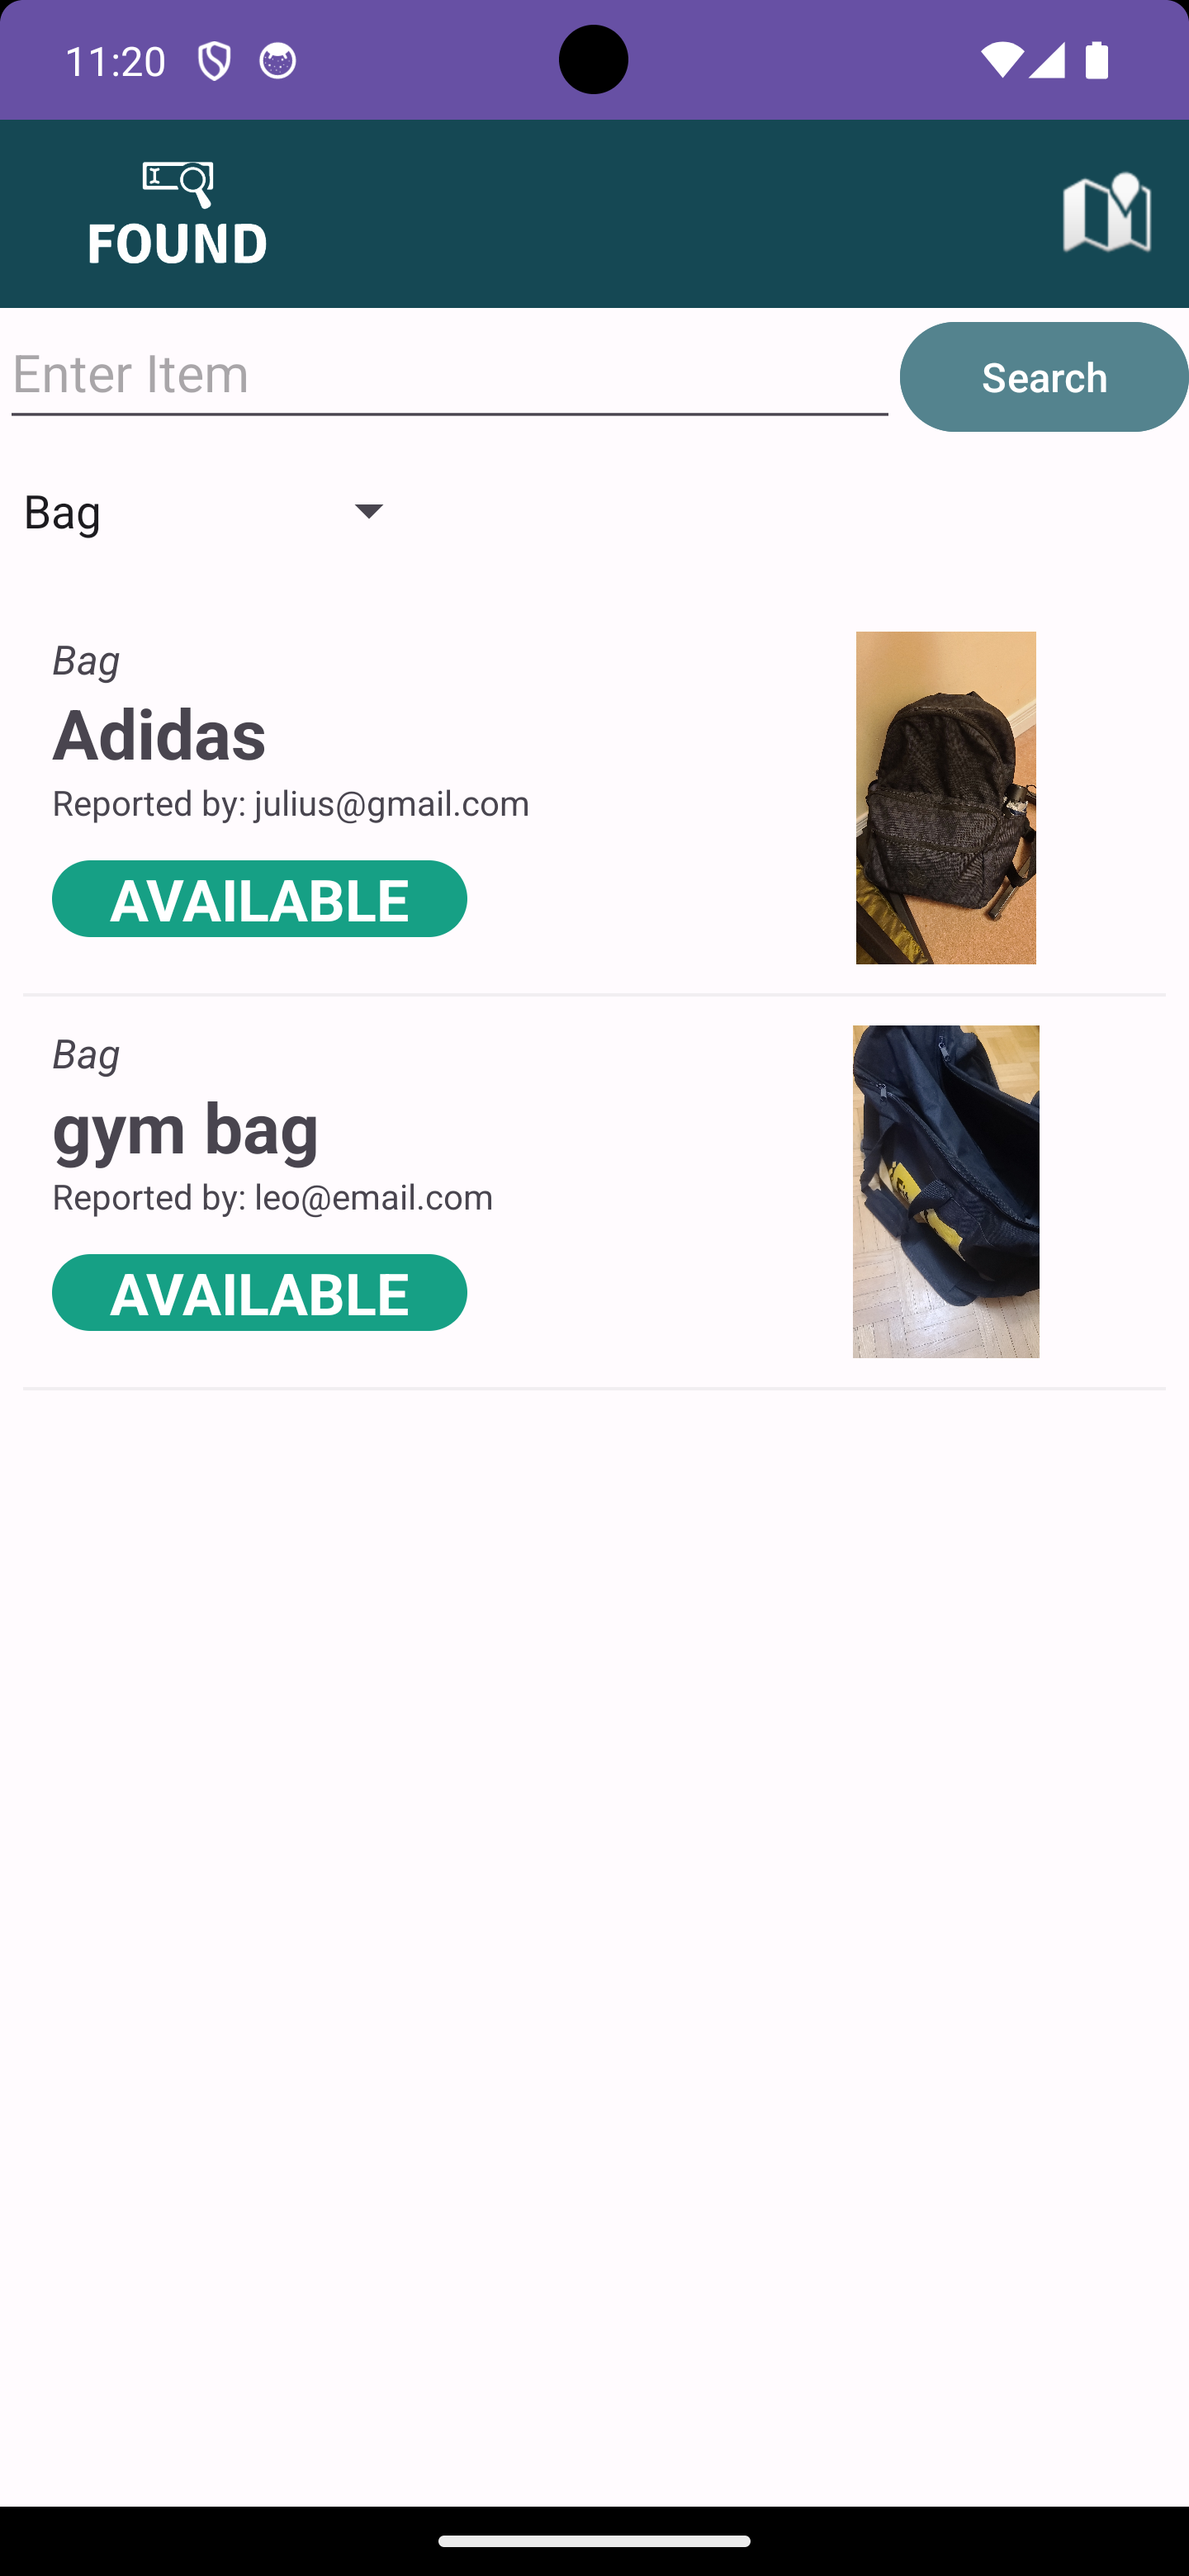 11:20
FOUND
Enter Item
Search
Bag
Bag
Adidas
Reported by: julius@gmail.com
AVAILABLE
Bag
gym bag
Reported by: leo@email.com
AVAILABLE